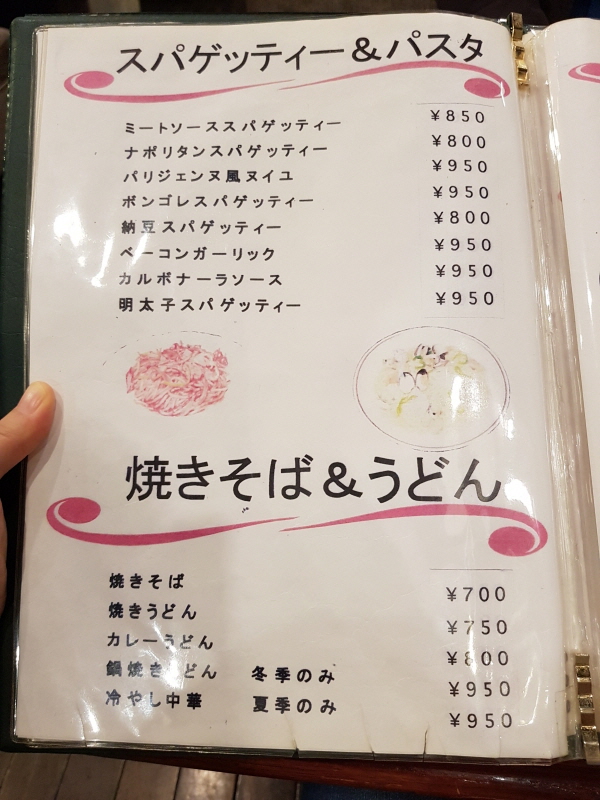 スパゲッティー＆パスタ
ミートソーススパゲッティー ¥850
ナポリタンスパゲッティー ¥800
パリジェンヌ風ヌイユ ¥950
ボンゴレスパゲッティー ¥950
納豆スパゲッティー ¥800
ベーコンガーリック ¥950
カルボナーラソース ¥950
明太子スパゲッティー ¥950
焼きそば＆うどん
焼きそば ¥700
焼きうどん ¥750
カレーうどん ¥800
鍋焼きうどん 冬季のみ ¥950
冷やし中華 夏季のみ ¥950